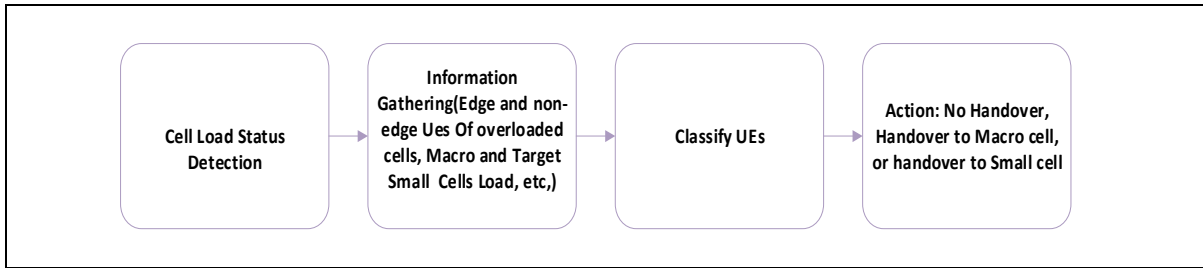 Cell Load Status
Detection
Information
Gathering(Edge and non-
edge Ues Of overloaded
cells, Macro and Target
Small Cells Load, etc,)
Classify UEs
Action: No Handover,
Handover to Macro cell,
or handover to Small cell